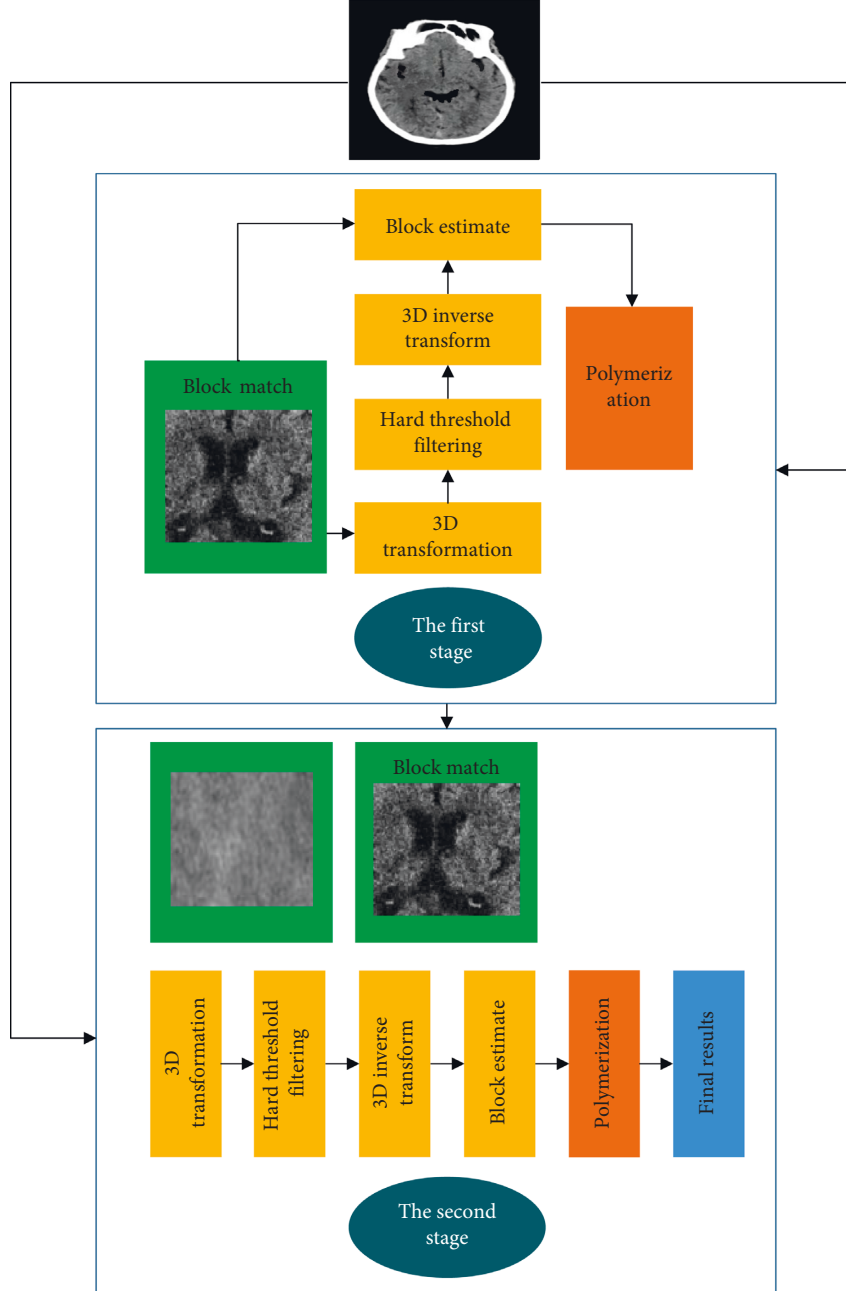 Block estimate
3D inverse
transform
Block match
Polymeriz
ation
Hard threshold
filtering
3D
transformation
The first
stage
Block match
3D
transformation
Hard threshold
filtering
3D inverse
transform
Block estimate
Polymerization
Final results
The second
stage